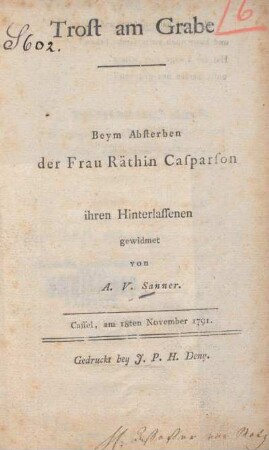 S602.
6
Troſt am Grabe
Beym Abſterben
der Frau Räthin Caſparſon
ihren Hinterlaſſenen
gewidmet
von
A. V. Sanner.
Caſſel, am 18ten November 1791.
Gedruckt bey J. P. H. Deny.